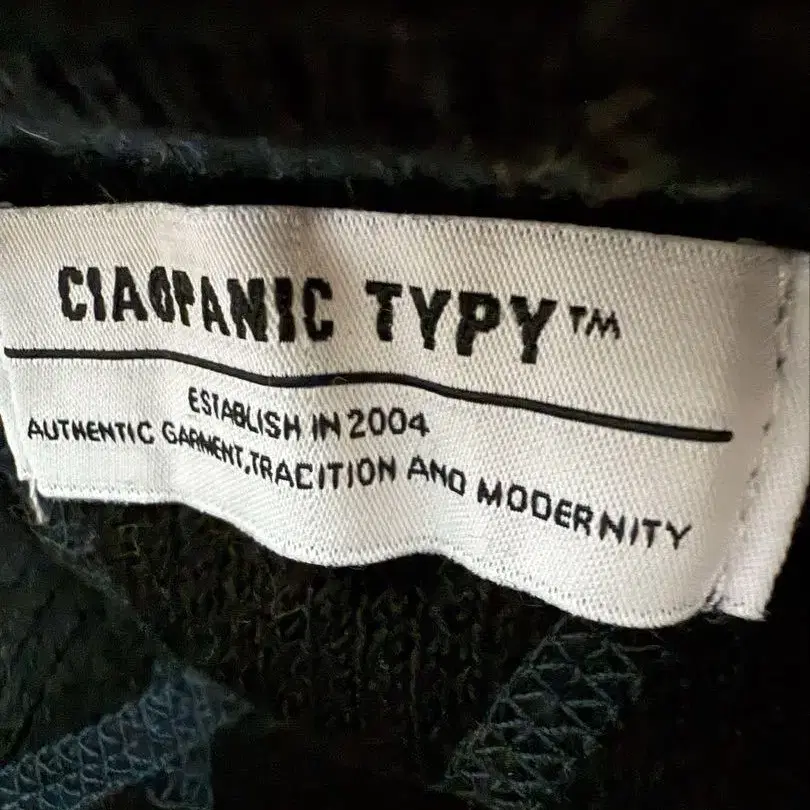 CIAOPANIC TYPY™
ESTABLISH IN 2004
AUTHENTIC GARMENT,TRACITION AND MODERNITY